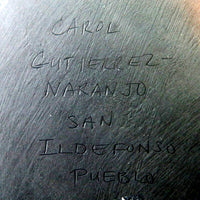 CAROL
GUTIERREZ-
NARANJO
SAN
ILDEFONSO
PUEBLO